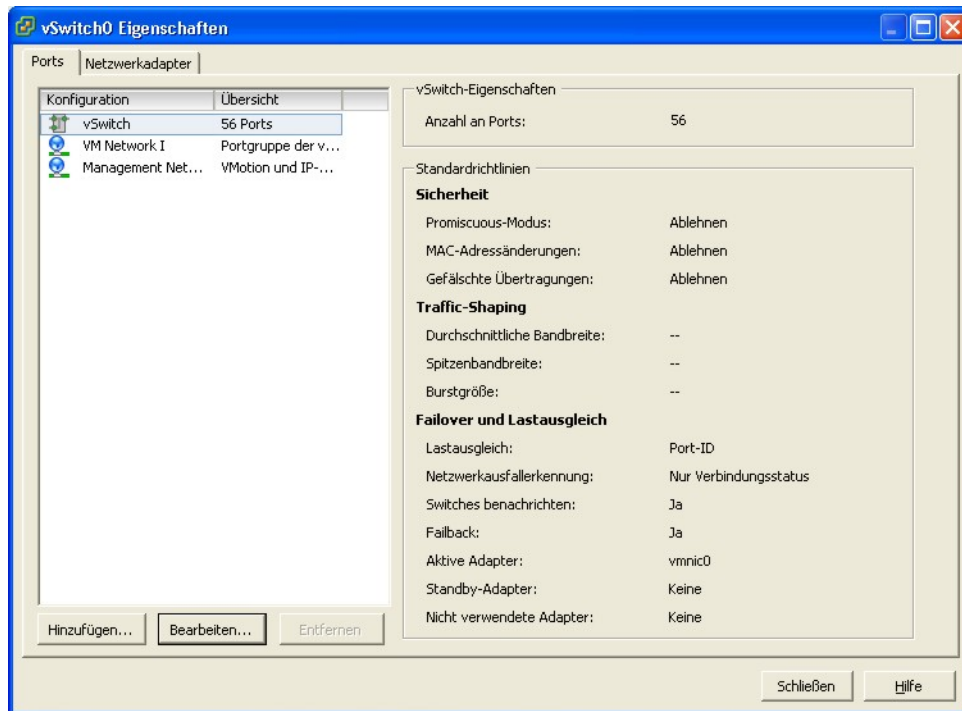 vSwitch0 Eigenschaften
Ports
Netzwerkadapter
Konfiguration Übersicht
vSwitch 56 Ports
VM Network I Portgruppe der v...
Management Net... VMotion und IP-...
Hinzufügen...
Bearbeiten...
Entfernen
vSwitch-Eigenschaften
Anzahl an Ports: 56
Standardrichtlinien
Sicherheit
Promiscuous-Modus: Ablehnen
MAC-Adressänderungen: Ablehnen
Gefälschte Übertragungen: Ablehnen
Traffic-Shaping
Durchschnittliche Bandbreite: --
Spitzenbandbreite: --
Burstgröße: --
Failover und Lastausgleich
Lastausgleich: Port-ID
Netzwerkausfallerkennung: Nur Verbindungsstatus
Switches benachrichten: Ja
Failback: Ja
Aktive Adapter: vmnic0
Standby-Adapter: Keine
Nicht verwendete Adapter: Keine
Schließen
Hilfe